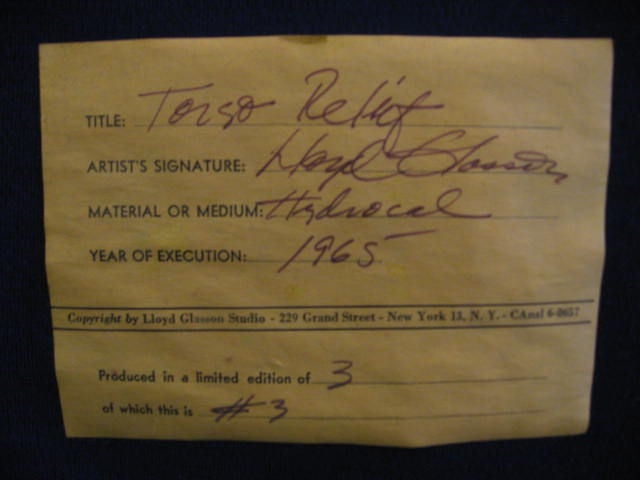 TITLE: Torso Relief
ARTIST'S SIGNATURE: Lloyd Glasson
MATERIAL OR MEDIUM: Hydrocal
YEAR OF EXECUTION: 1965
Copyright by Lloyd Glasson Studio - 229 Grand Street - New York 13, N. Y. - CAnal 6-0657
Produced in a limited edition of 3
of which this is #3